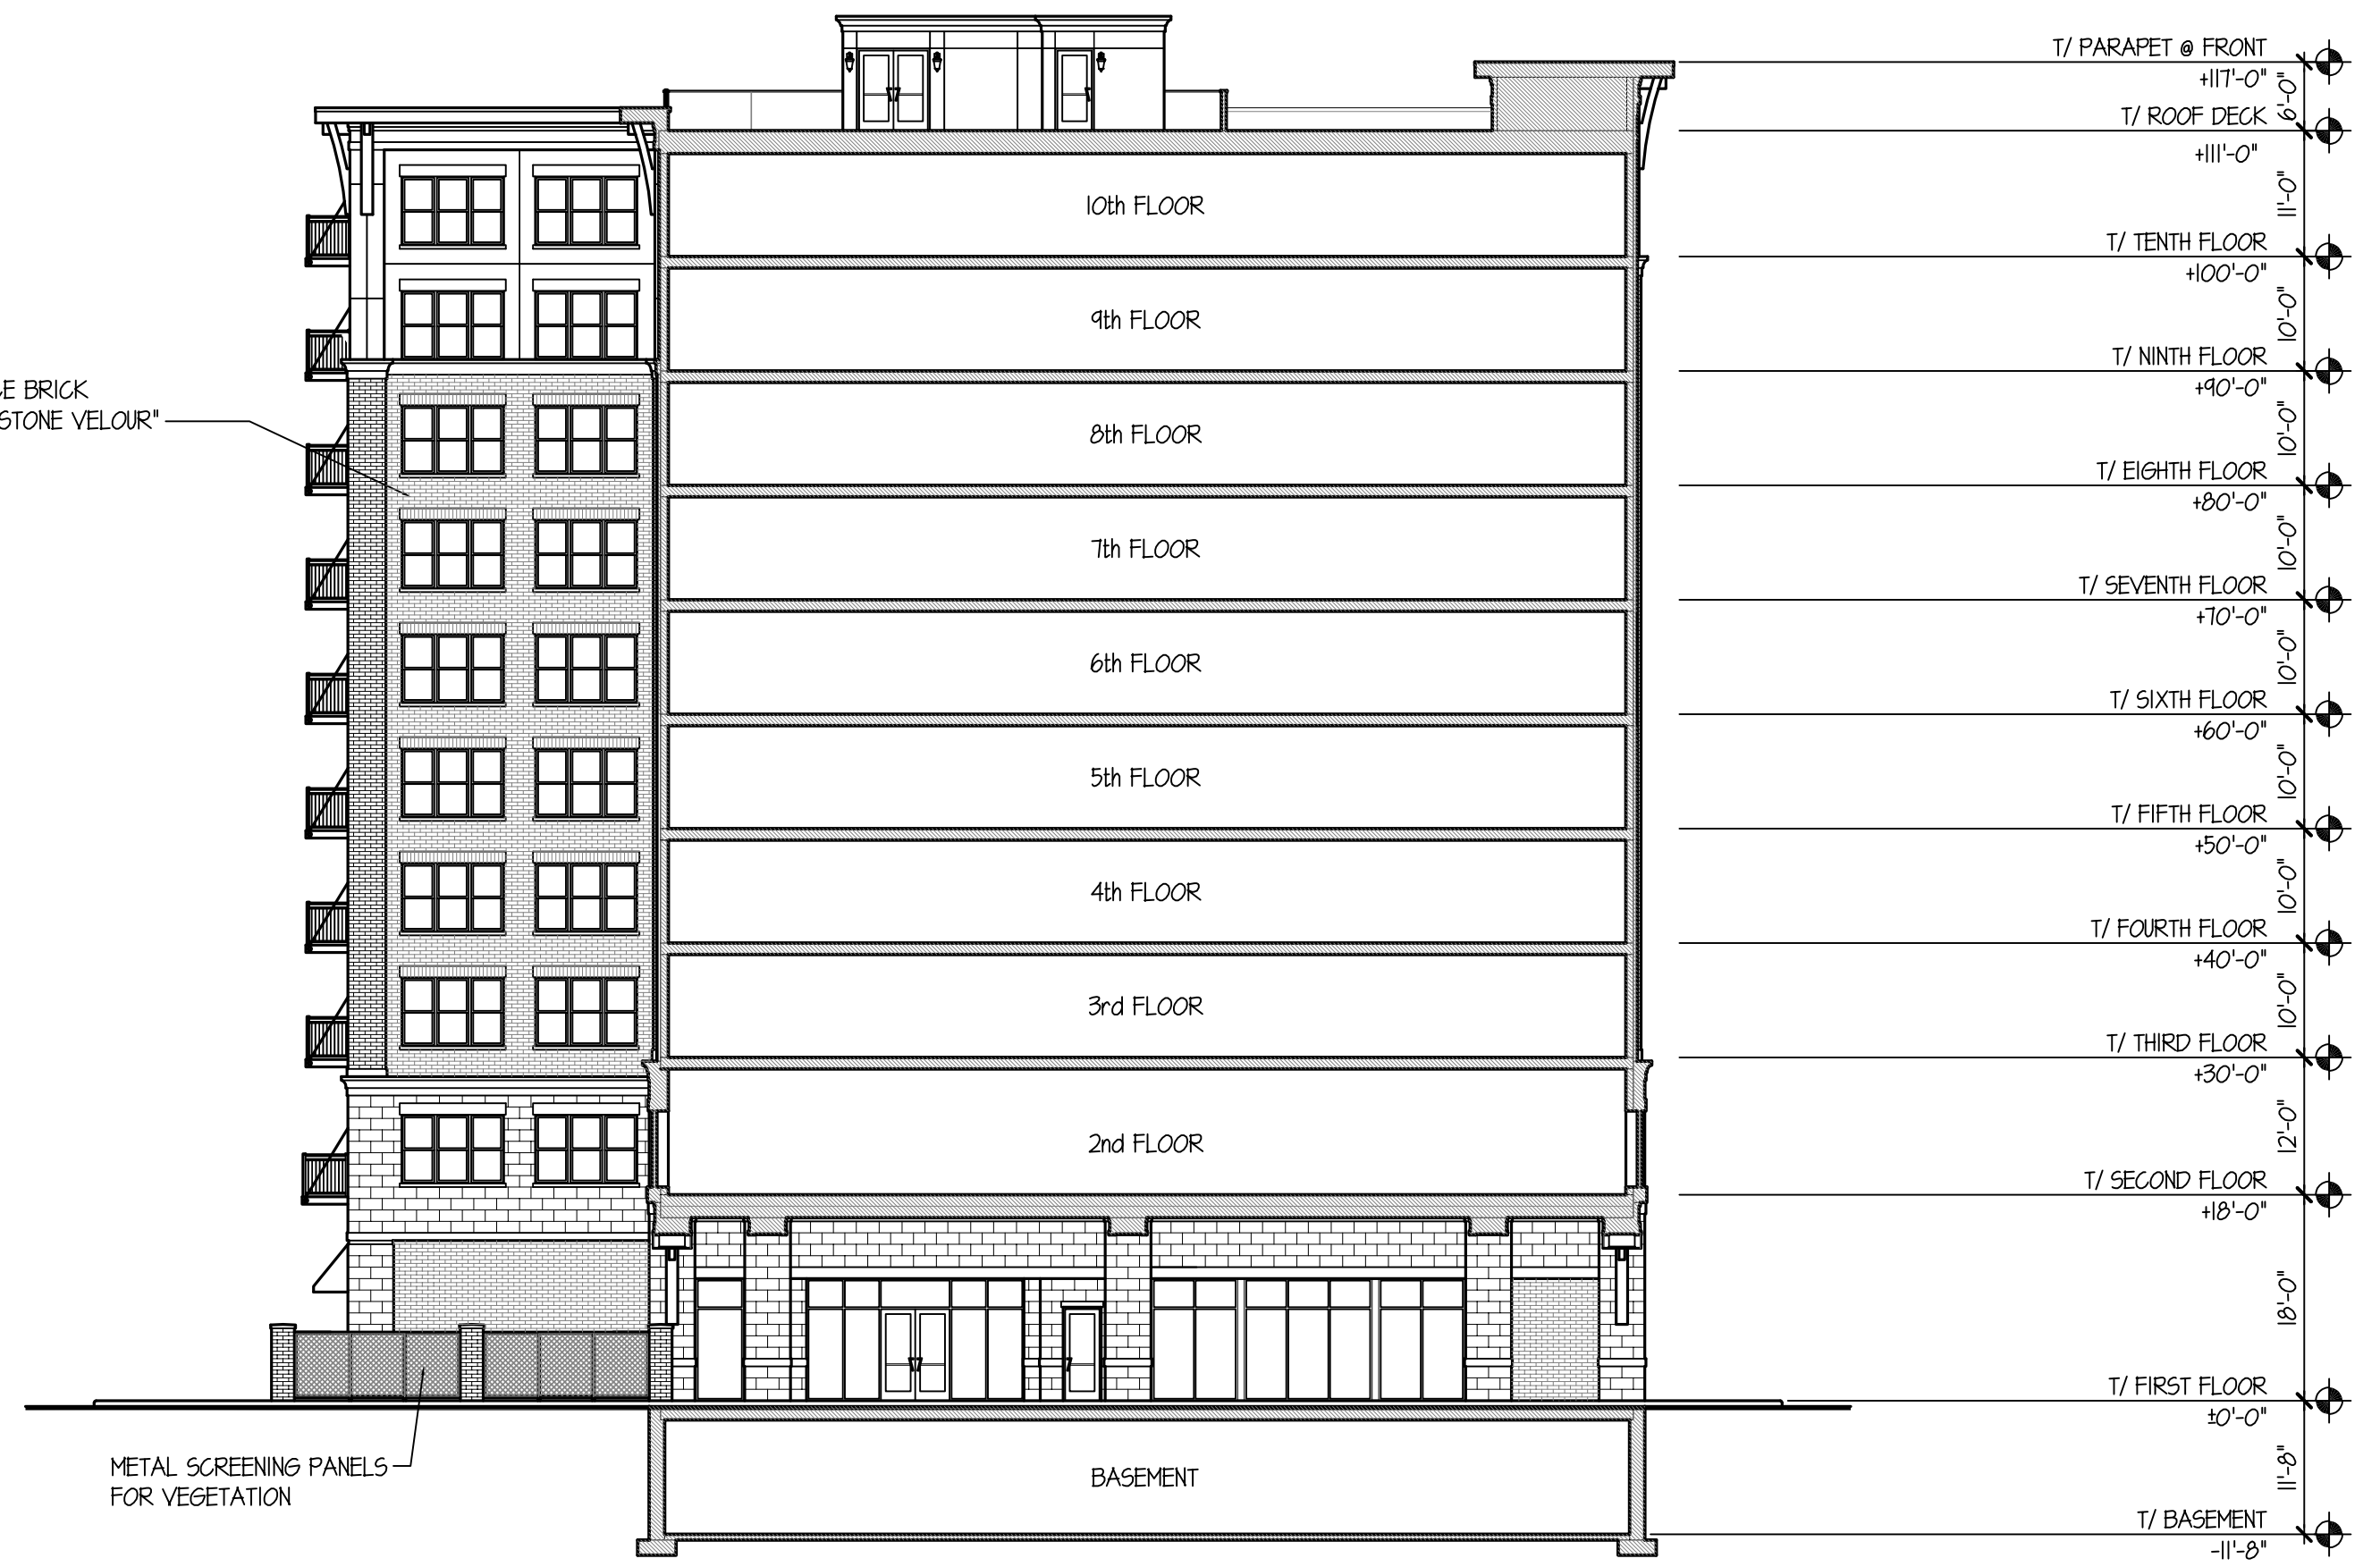 T/ PARAPET @ FRONT
+117'-0"
6'-0"
T/ ROOF DECK
+111'-0"
11'-0"
10th FLOOR
T/ TENTH FLOOR
+100'-0"
10'-0"
9th FLOOR
T/ NINTH FLOOR
+90'-0"
BRICK
STONE VELOUR"
10'-0"
8th FLOOR
T/ EIGHTH FLOOR
+80'-0"
10'-0"
7th FLOOR
T/ SEVENTH FLOOR
+70'-0"
10'-0"
6th FLOOR
T/ SIXTH FLOOR
+60'-0"
10'-0"
5th FLOOR
T/ FIFTH FLOOR
+50'-0"
10'-0"
4th FLOOR
T/ FOURTH FLOOR
+40'-0"
10'-0"
3rd FLOOR
T/ THIRD FLOOR
+30'-0"
12'-0"
2nd FLOOR
T/ SECOND FLOOR
+18'-0"
18'-0"
T/ FIRST FLOOR
±0'-0"
METAL SCREENING PANELS
FOR VEGETATION
BASEMENT
11'-8"
T/ BASEMENT
-11'-8"